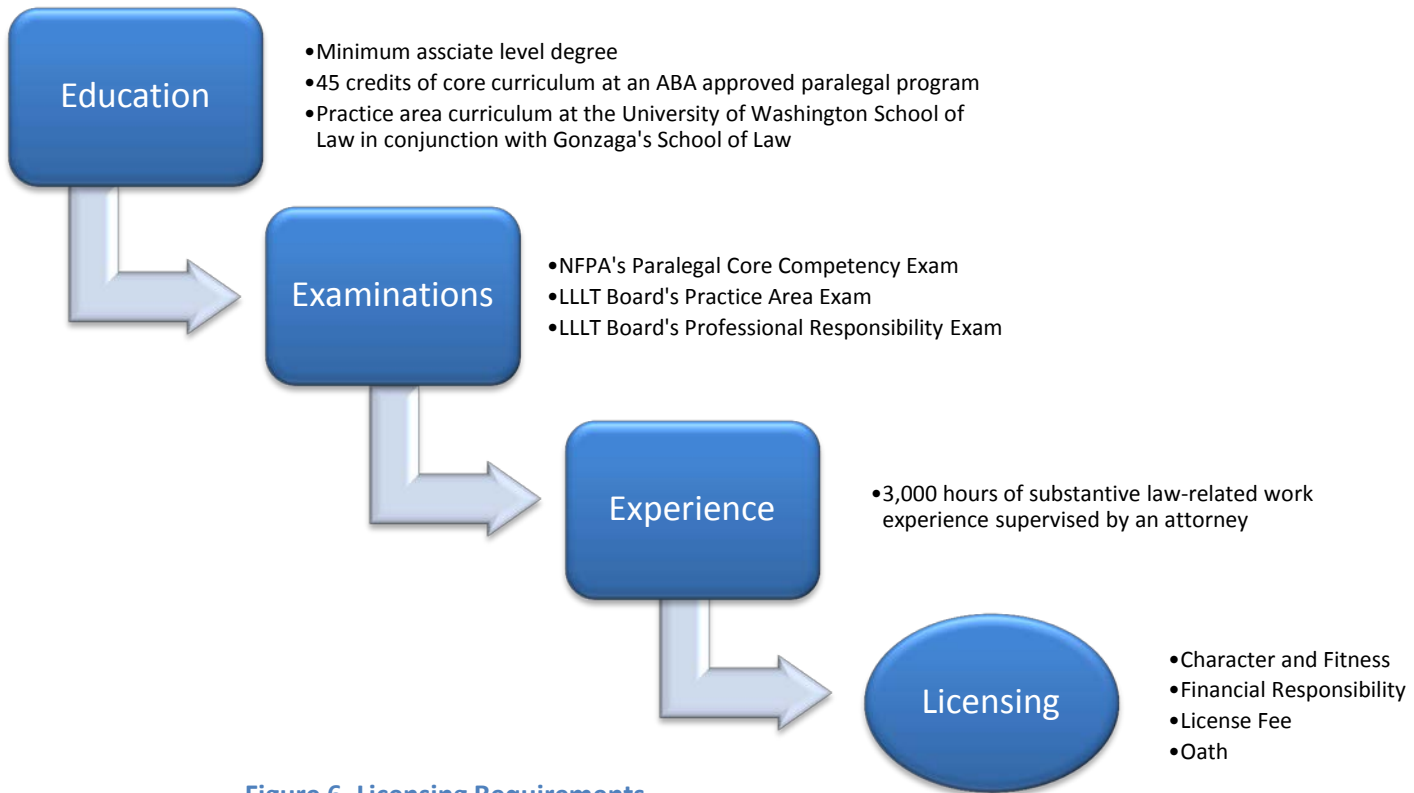 Education
•Minimum assciate level degree
•45 credits of core curriculum at an ABA approved paralegal program
•Practice area curriculum at the University of Washington School of
Law in conjunction with Gonzaga's School of Law
Examinations
•NFPA's Paralegal Core Competency Exam
•LLLT Board's Practice Area Exam
•LLLT Board's Professional Responsibility Exam
Experience
•3,000 hours of substantive law-related work
experience supervised by an attorney
Licensing
•Character and Fitness
•Financial Responsibility
•License Fee
•Oath
Figure 6. Licensing Requirements